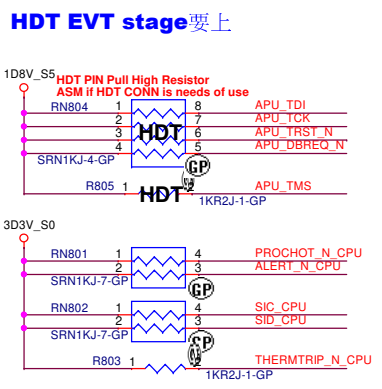 HDT EVT stage要上
1D8V_S5
HDT PIN Pull High Resistor
ASM if HDT CONN is needs of use
RN804 1 8 APU_TDI
2 7 APU_TCK
3 HDT 6 APU_TRST_N
4 5 APU_DBREQ_N
SRN1KJ-4-GP
GP
R805 1 HDT 2 APU_TMS
1KR2J-1-GP
3D3V_S0
RN801 1 4 PROCHOT_N_CPU
2 3 ALERT_N_CPU
SRN1KJ-7-GP
GP
RN802 1 4 SIC_CPU
2 3 SID_CPU
SRN1KJ-7-GP
R803 1 2 THERMTRIP_N_CPU
1KR2J-1-GP